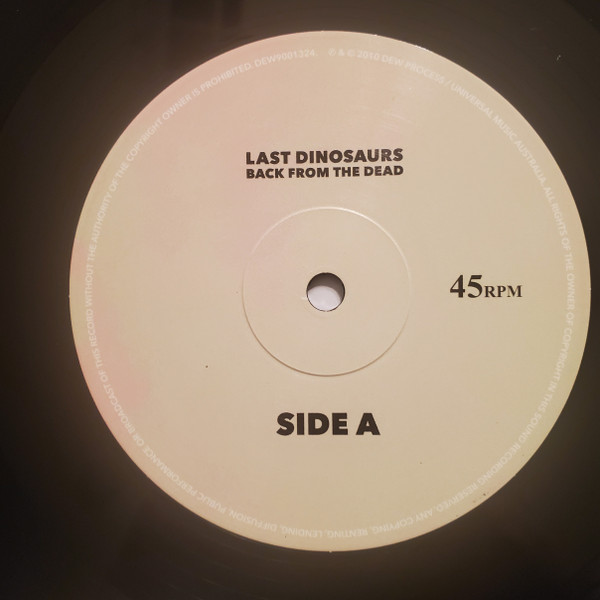 LAST DINOSAURS
BACK FROM THE DEAD
45RPM
SIDE A
℗ & © 2010 DEW PROCESS / UNIVERSAL MUSIC AUSTRALIA. ALL RIGHTS OF THE OWNER OF COPYRIGHT IN THIS SOUND RECORDING RESERVED. ANY COPYING, RENTING, LENDING, DIFFUSION, PUBLIC PERFORMANCE OR BROADCAST OF THIS RECORD WITHOUT THE AUTHORITY OF THE COPYRIGHT OWNER IS PROHIBITED. DEW9001324.